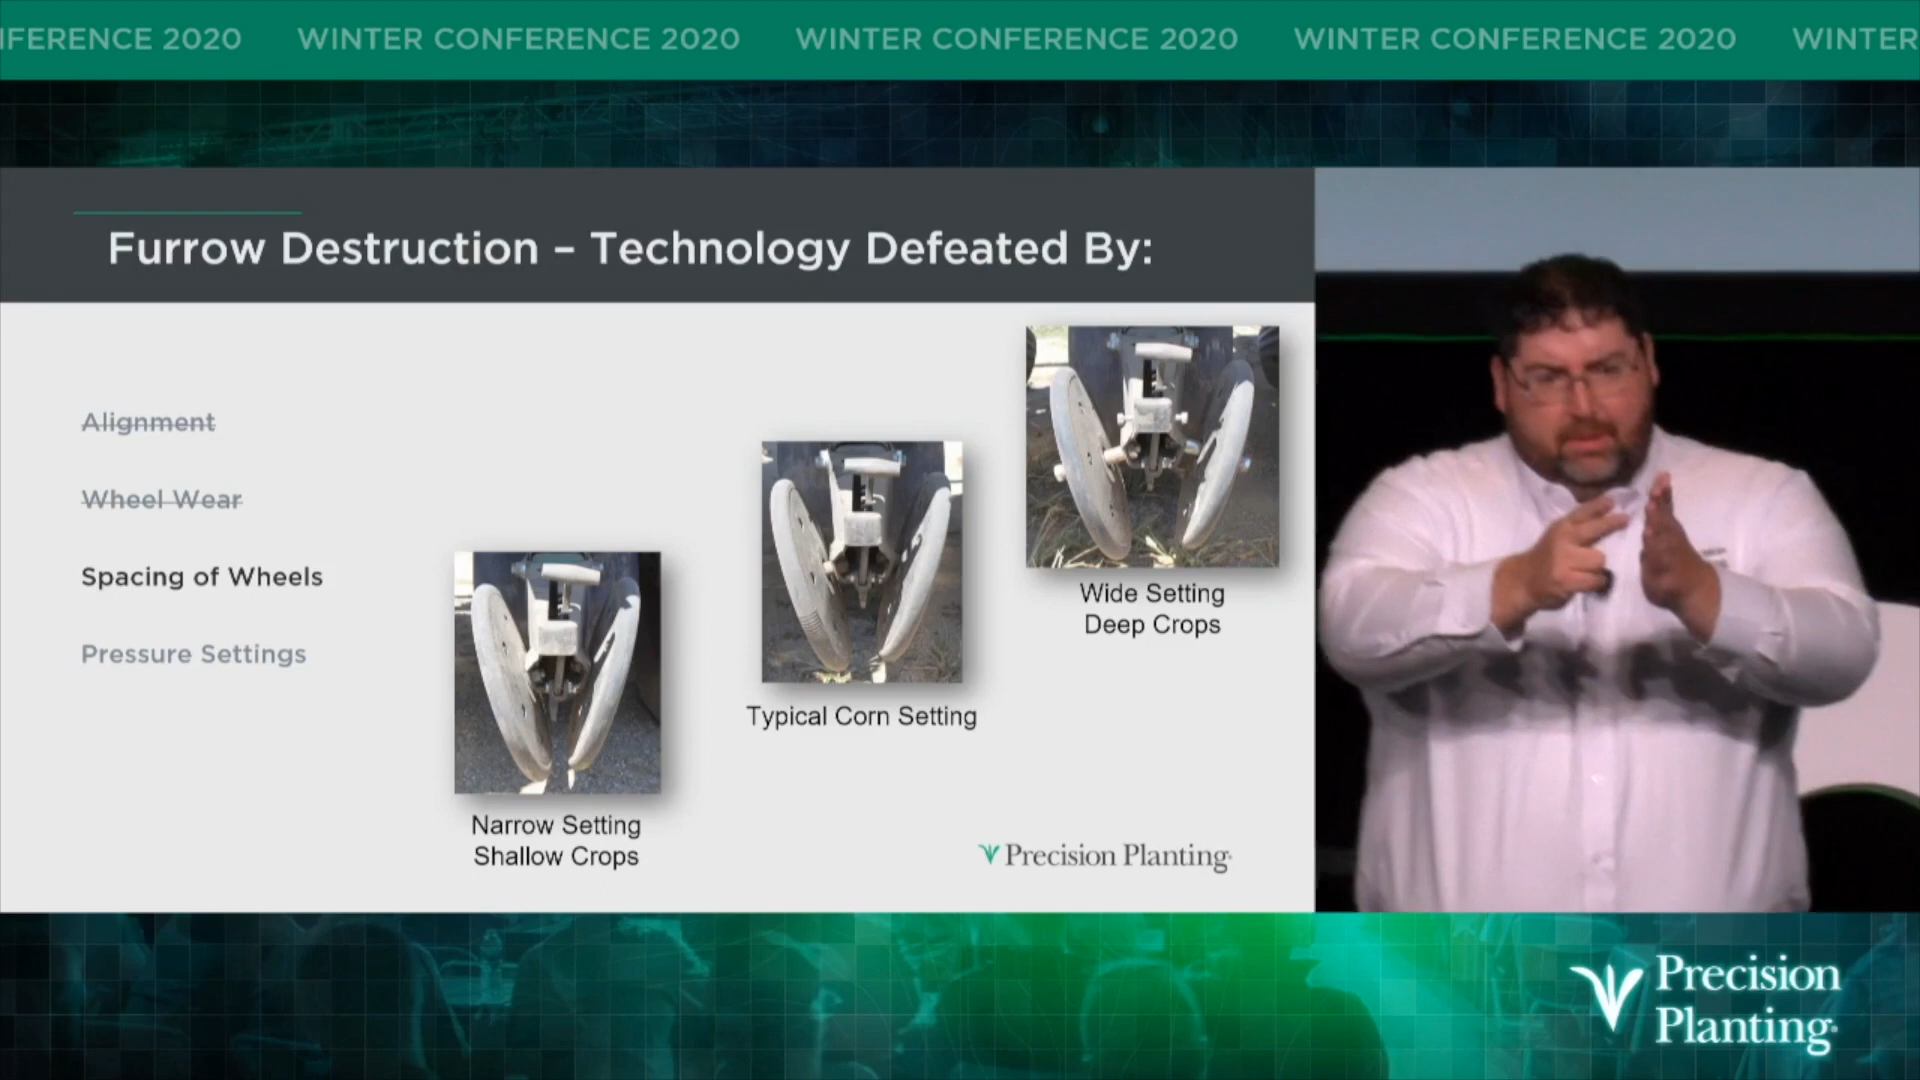 IFERENCE 2020 WINTER CONFERENCE 2020 WINTER CONFERENCE 2020 WINTER CONFERENCE 2020 WINTER
Furrow Destruction – Technology Defeated By:
Alignment
Wheel Wear
Spacing of Wheels
Pressure Settings
Narrow Setting
Shallow Crops
Typical Corn Setting
Wide Setting
Deep Crops
Precision Planting
Precision
Planting